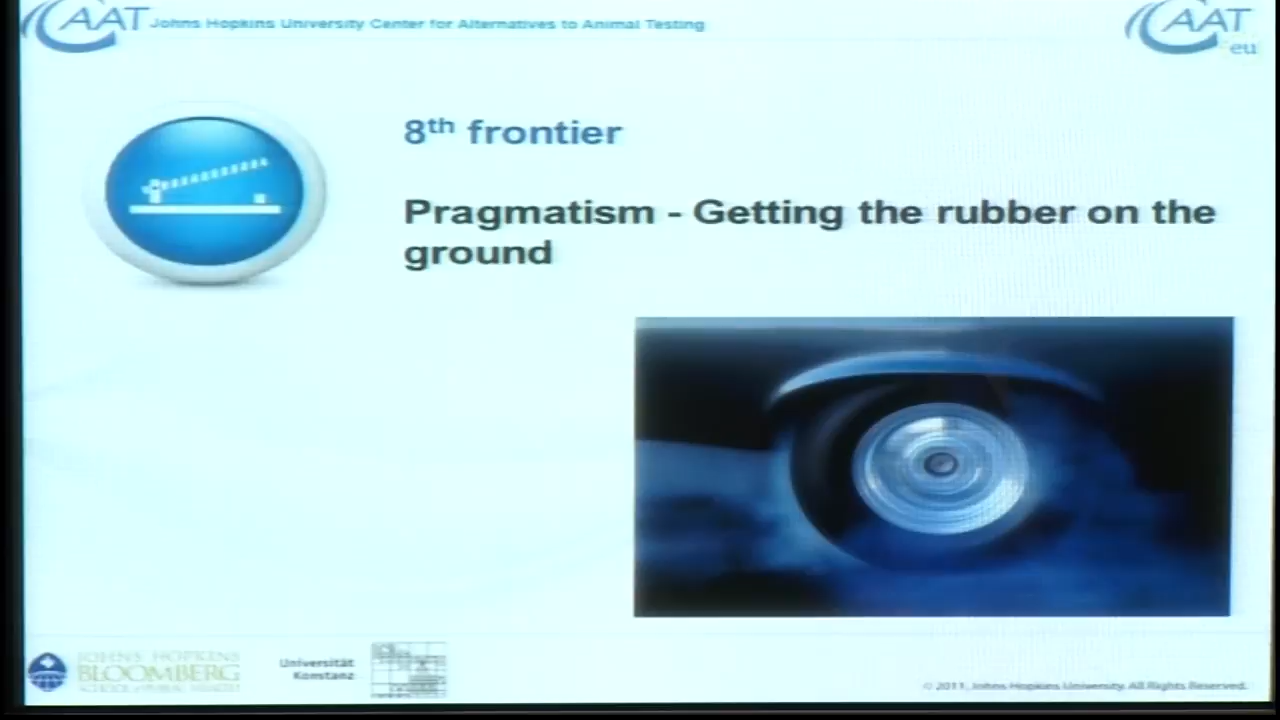 CAAT Johns Hopkins University Center for Alternatives to Animal Testing
CAAT
eu
8th frontier
Pragmatism - Getting the rubber on the
ground
JOHNS HOPKINS
BLOOMBERG
SCHOOL of PUBLIC HEALTH
Universität
Konstanz
© 2011, Johns Hopkins University. All Rights Reserved.